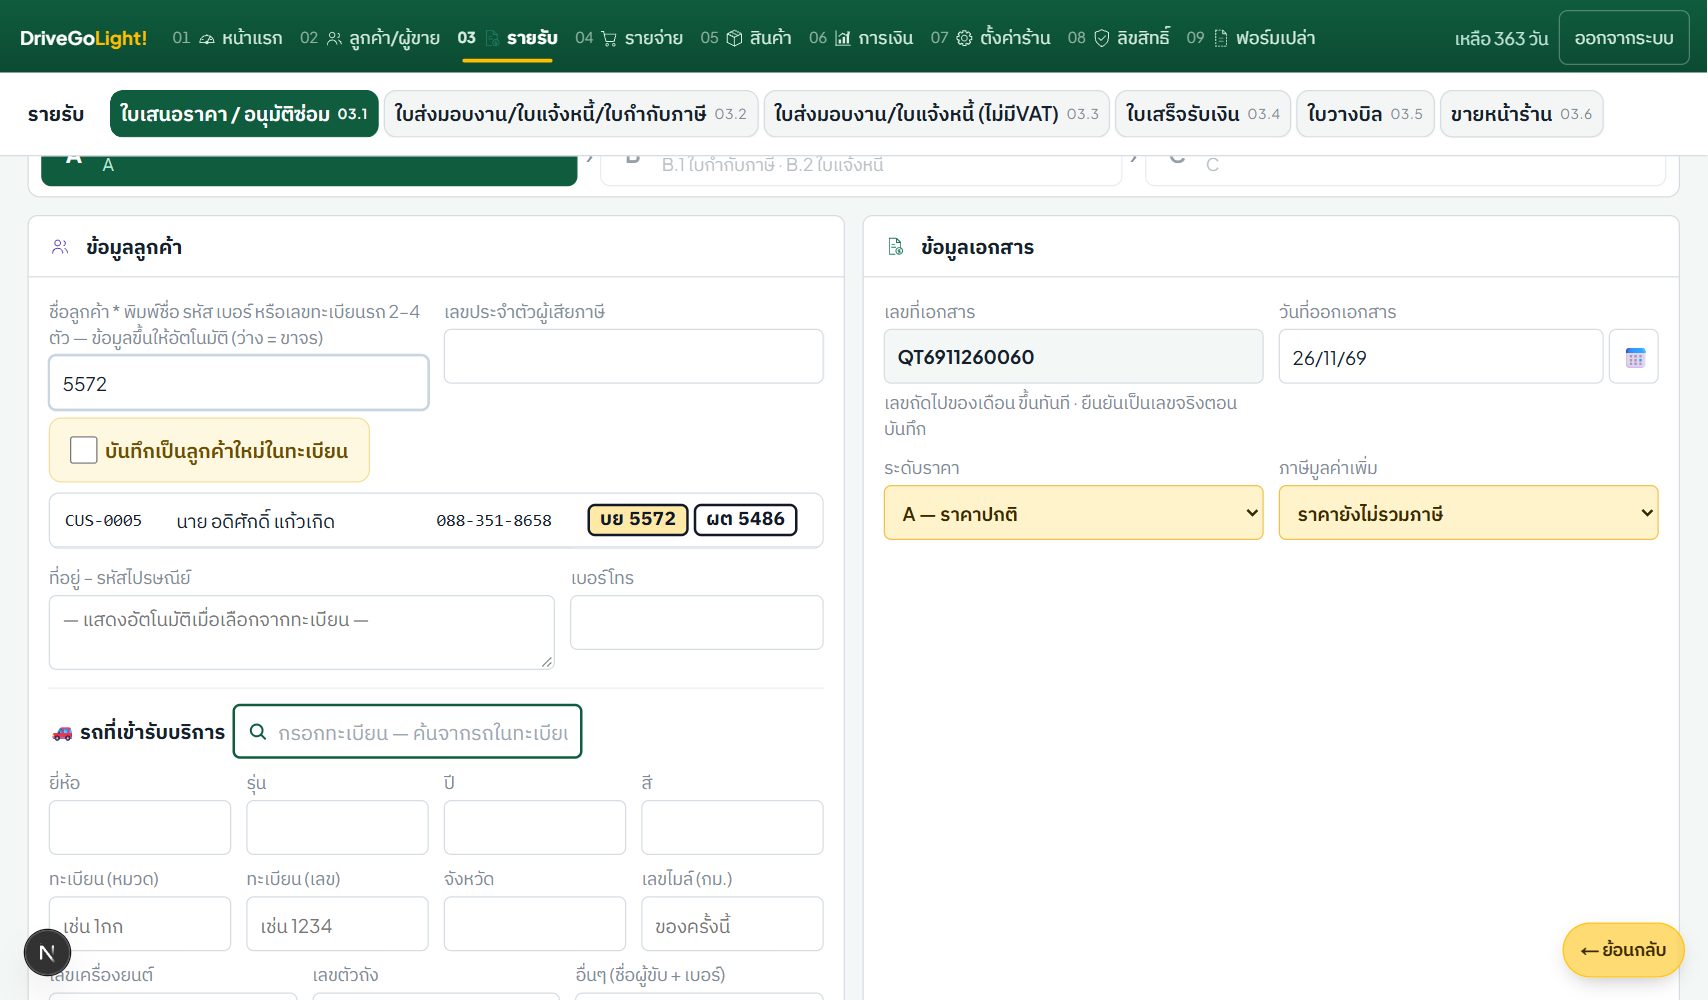 DriveGoLight! 01 หน้าแรก 02 ลูกค้า/ผู้ขาย 03 รายรับ 04 รายจ่าย 05 สินค้า 06 การเงิน 07 ตั้งค่าร้าน 08 ลิขสิทธิ์ 09 ฟอร์มเปล่า เหลือ 363 วัน ออกจากระบบ
รายรับ ใบเสนอราคา / อนุมัติซ่อม 03.1 ใบส่งมอบงาน/ใบแจ้งหนี้/ใบกำกับภาษี 03.2 ใบส่งมอบงาน/ใบแจ้งหนี้ (ไม่มีVAT) 03.3 ใบเสร็จรับเงิน 03.4 ใบวางบิล 03.5 ขายหน้าร้าน 03.6
A A B B.1 ใบกำกับภาษี · B.2 ใบแจ้งหนี้ C C
ข้อมูลลูกค้า
ชื่อลูกค้า * พิมพ์ชื่อ รหัส เบอร์ หรือเลขทะเบียนรถ 2–4
ตัว — ข้อมูลขึ้นให้อัตโนมัติ (ว่าง = ขาจร)
เลขประจำตัวผู้เสียภาษี
5572
บันทึกเป็นลูกค้าใหม่ในทะเบียน
CUS-0005 นาย อดิศักดิ์ แก้วเกิด 088-351-8658 บย 5572 ผต 5486
ที่อยู่ – รหัสไปรษณีย์ เบอร์โทร
— แสดงอัตโนมัติเมื่อเลือกจากทะเบียน —
รถที่เข้ารับบริการ กรอกทะเบียน — ค้นจากรถในทะเบีย
ยี่ห้อ รุ่น ปี สี
ทะเบียน (หมวด) ทะเบียน (เลข) จังหวัด เลขไมล์ (กม.)
เช่น 1กก เช่น 1234 ของครั้งนี้
N
เลขเครื่องยนต์ เลขตัวถัง อื่นๆ (ชื่อผู้ขับ + เบอร์)
ข้อมูลเอกสาร
เลขที่เอกสาร วันที่ออกเอกสาร
QT6911260060 26/11/69
เลขถัดไปของเดือน ขึ้นทันที · ยืนยันเป็นเลขจริงตอน
บันทึก
ระดับราคา ภาษีมูลค่าเพิ่ม
A — ราคาปกติ ราคายังไม่รวมภาษี
← ย้อนกลับ